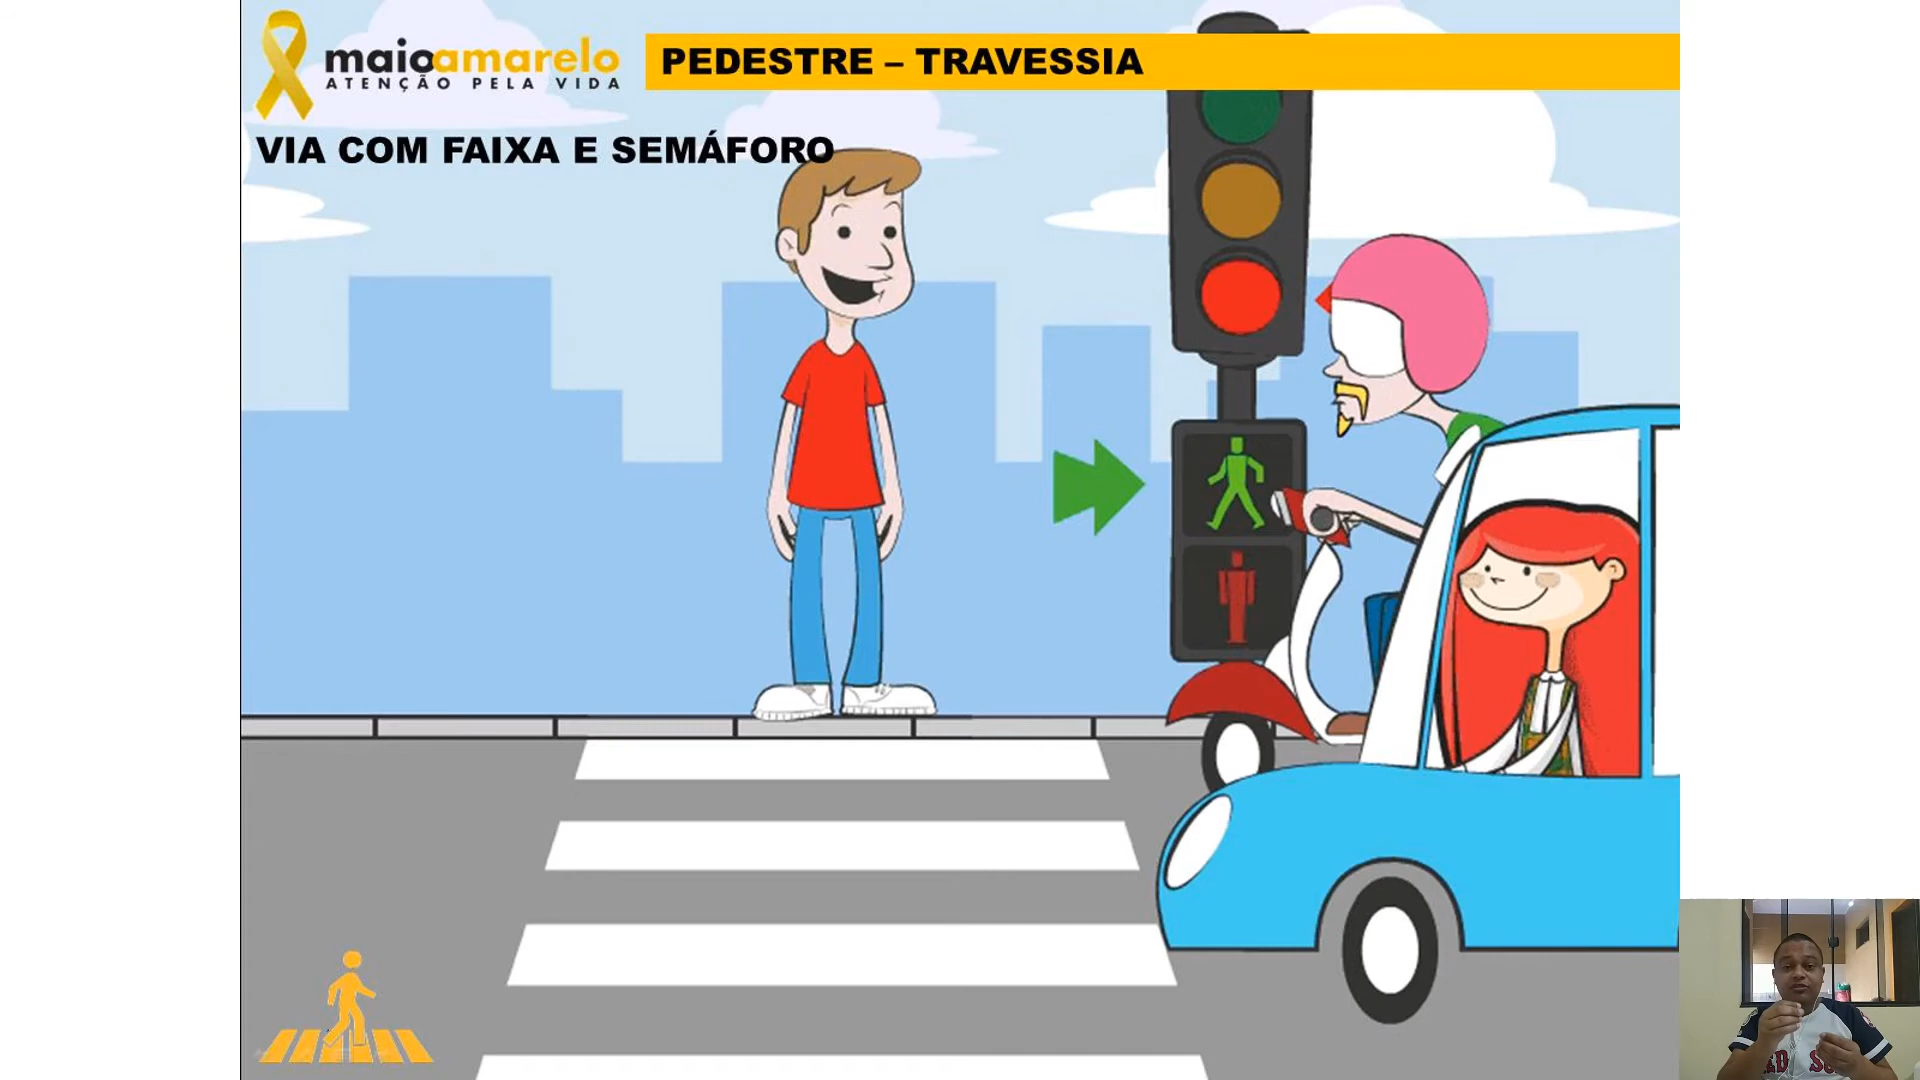 maioamarelo
ATENÇÃO PELA VIDA
PEDESTRE – TRAVESSIA
VIA COM FAIXA E SEMÁFORO